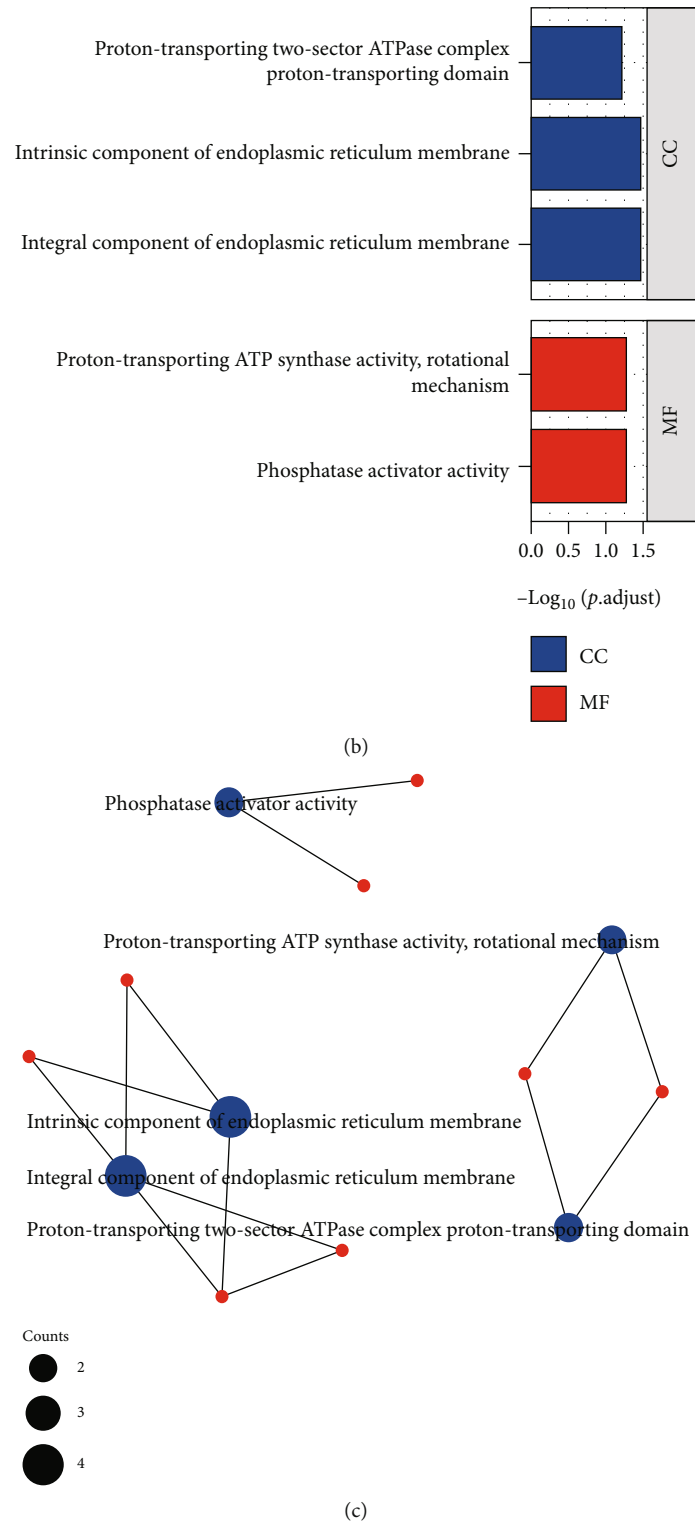 Proton-transporting two-sector ATPase complex
proton-transporting domain
Intrinsic component of endoplasmic reticulum membrane
Integral component of endoplasmic reticulum membrane
CC
Proton-transporting ATP synthase activity, rotational
mechanism
Phosphatase activator activity
MF
0.0 0.5 1.0 1.5
–Log₁₀ (p.adjust)
CC
MF
(b)
Phosphatase activator activity
Proton-transporting ATP synthase activity, rotational mechanism
Intrinsic component of endoplasmic reticulum membrane
Integral component of endoplasmic reticulum membrane
Proton-transporting two-sector ATPase complex proton-transporting domain
Counts
2
3
4
(c)